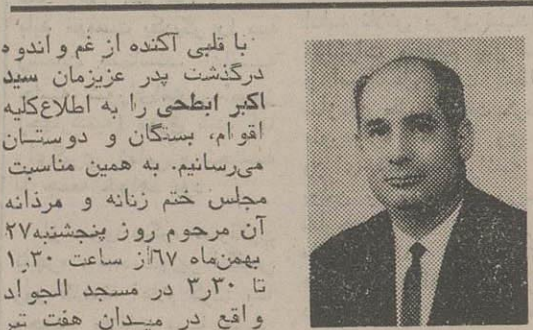 با قلبی آکنده از غم و اندوه
درگذشت پدر عزیزمان سید
اکبر ابطحی را به اطلاع کلیه
اقوام، بستگان و دوستان
می‌رسانیم. به همین مناسبت
مجلس ختم زنانه و مردانه
آن مرحوم روز پنجشنبه ۲۷
بهمن‌ماه ۶۷ از ساعت ۱٫۳۰
تا ۳٫۳۰ در مسجد الجواد
واقع در میدان هفت تیر